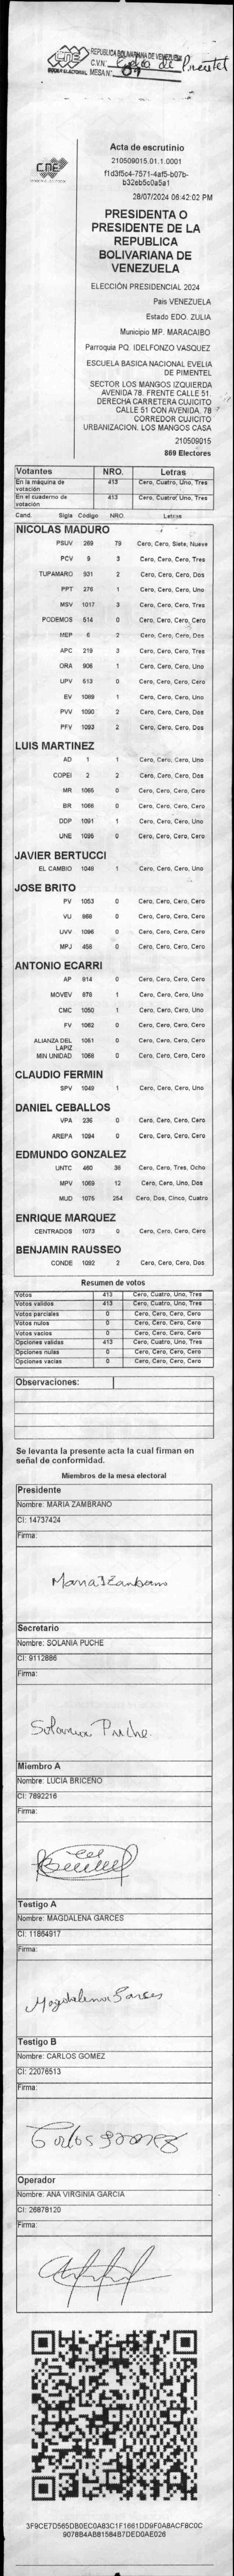 REPUBLICA BOLIVARIANA DE VENEZUELA
C.V.N: de Pimentel
PODER ELECTORAL MESA N°: 01
CNE
Acta de escrutinio
210509015.01.1.0001
f1d3f5c4-7571-4af5-b07b-
b32eb5c0a5a1
28/07/2024 06:42:02 PM
PRESIDENTA O
PRESIDENTE DE LA
REPUBLICA
BOLIVARIANA DE
VENEZUELA
ELECCIÓN PRESIDENCIAL 2024
Pais VENEZUELA
Estado EDO. ZULIA
Municipio MP. MARACAIBO
Parroquia PQ. IDELFONZO VASQUEZ
ESCUELA BASICA NACIONAL EVELIA
DE PIMENTEL
SECTOR LOS MANGOS IZQUIERDA
AVENIDA 78. FRENTE CALLE 51.
DERECHA CARRETERA CUJICITO
CALLE 51 CON AVENIDA. 78
CORREDOR CUJICITO
URBANIZACION. LOS MANGOS CASA
210509015
869 Electores
Votantes NRO. Letras
En la máquina de votación 413 Cero, Cuatro, Uno, Tres
En el cuaderno de votación 413 Cero, Cuatro, Uno, Tres
Cand. Sigla Código NRO. Letras
NICOLAS MADURO
PSUV 269 79 Cero, Cero, Siete, Nueve
PCV 9 3 Cero, Cero, Cero, Tres
TUPAMARO 931 2 Cero, Cero, Cero, Dos
PPT 276 1 Cero, Cero, Cero, Uno
MSV 1017 3 Cero, Cero, Cero, Tres
PODEMOS 514 0 Cero, Cero, Cero, Cero
MEP 6 2 Cero, Cero, Cero, Dos
APC 219 3 Cero, Cero, Cero, Tres
ORA 906 1 Cero, Cero, Cero, Uno
UPV 513 0 Cero, Cero, Cero, Cero
EV 1089 1 Cero, Cero, Cero, Uno
PVV 1090 2 Cero, Cero, Cero, Dos
PFV 1093 2 Cero, Cero, Cero, Dos
LUIS MARTINEZ
AD 1 1 Cero, Cero, Cero, Uno
COPEI 2 2 Cero, Cero, Cero, Dos
MR 1065 0 Cero, Cero, Cero, Cero
BR 1066 0 Cero, Cero, Cero, Cero
DDP 1091 1 Cero, Cero, Cero, Uno
UNE 1095 0 Cero, Cero, Cero, Cero
JAVIER BERTUCCI
EL CAMBIO 1048 1 Cero, Cero, Cero, Uno
JOSE BRITO
PV 1053 0 Cero, Cero, Cero, Cero
VU 988 0 Cero, Cero, Cero, Cero
UVV 1096 0 Cero, Cero, Cero, Cero
MPJ 458 0 Cero, Cero, Cero, Cero
ANTONIO ECARRI
AP 914 0 Cero, Cero, Cero, Cero
MOVEV 978 1 Cero, Cero, Cero, Uno
CMC 1050 1 Cero, Cero, Cero, Uno
FV 1062 0 Cero, Cero, Cero, Cero
ALIANZA DEL LAPIZ 1061 0 Cero, Cero, Cero, Cero
MIN UNIDAD 1068 0 Cero, Cero, Cero, Cero
CLAUDIO FERMIN
SPV 1049 1 Cero, Cero, Cero, Uno
DANIEL CEBALLOS
VPA 236 0 Cero, Cero, Cero, Cero
AREPA 1094 0 Cero, Cero, Cero, Cero
EDMUNDO GONZALEZ
UNTC 480 38 Cero, Cero, Tres, Ocho
MPV 1069 12 Cero, Cero, Uno, Dos
MUD 1075 254 Cero, Dos, Cinco, Cuatro
ENRIQUE MARQUEZ
CENTRADOS 1073 0 Cero, Cero, Cero, Cero
BENJAMIN RAUSSEO
CONDE 1092 2 Cero, Cero, Cero, Dos
Resumen de votos
Votos 413 Cero, Cuatro, Uno, Tres
Votos validos 413 Cero, Cuatro, Uno, Tres
Votos parciales 0 Cero, Cero, Cero, Cero
Votos nulos 0 Cero, Cero, Cero, Cero
Votos vacios 0 Cero, Cero, Cero, Cero
Opciones validas 413 Cero, Cuatro, Uno, Tres
Opciones nulas 0 Cero, Cero, Cero, Cero
Opciones vacias 0 Cero, Cero, Cero, Cero
Observaciones:
Se levanta la presente acta la cual firman en
señal de conformidad.
Miembros de la mesa electoral
Presidente
Nombre: MARIA ZAMBRANO
CI: 14737424
Firma:
Maria Zambrano
Secretario
Nombre: SOLANIA PUCHE
CI: 9112886
Firma:
Solania Puche.
Miembro A
Nombre: LUCIA BRICEÑO
CI: 7892216
Firma:
Testigo A
Nombre: MAGDALENA GARCES
CI: 11864917
Firma:
Magdalena Garces
Testigo B
Nombre: CARLOS GOMEZ
CI: 22076513
Firma:
Carlos Gomez
Operador
Nombre: ANA VIRGINIA GARCIA
CI: 26878120
Firma:
3F9CE7D565DB0EC0A83C1F1661DD9F0A8ACF8C0C
9078B4AB81584B7DED0AE026